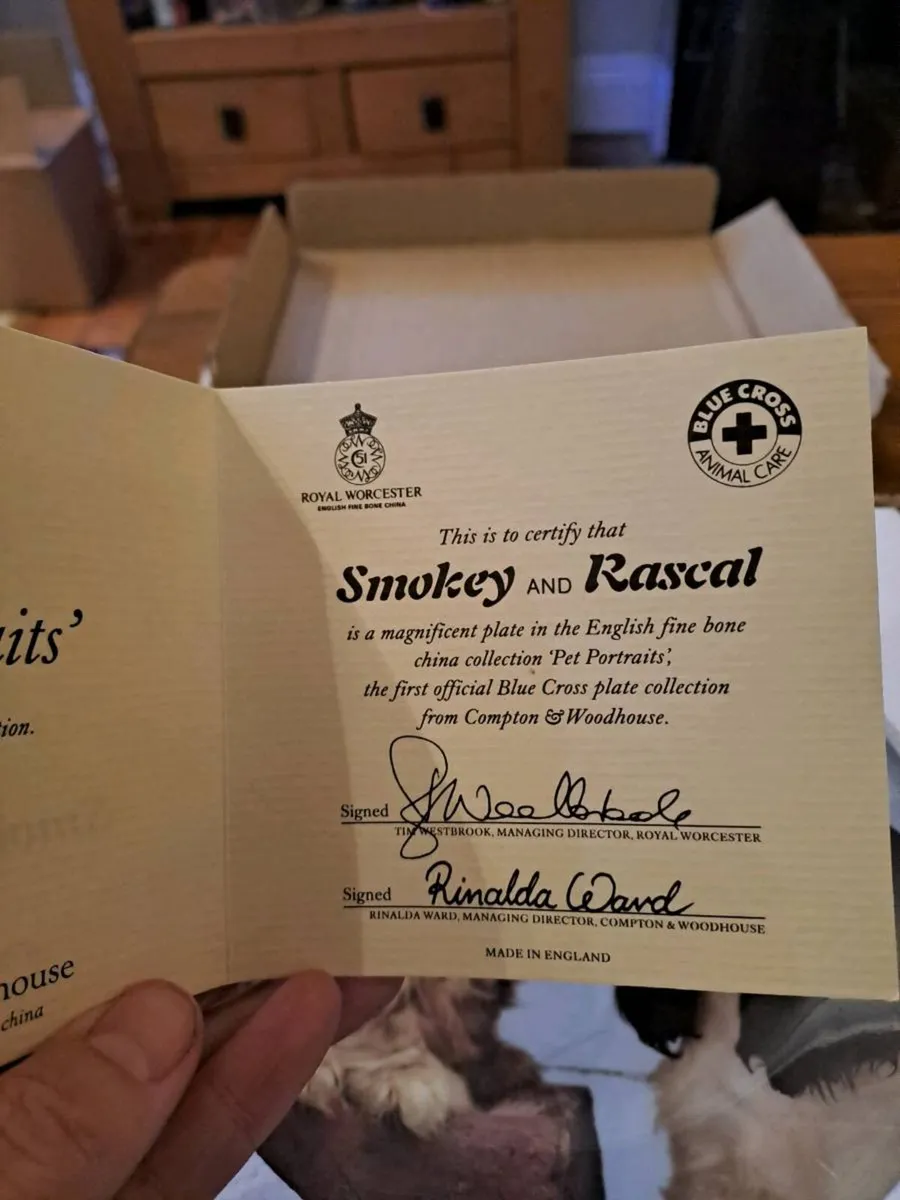 its’
tion.
house
china
51
ROYAL WORCESTER
ENGLISH FINE BONE CHINA
BLUE CROSS
ANIMAL CARE
This is to certify that
Smokey AND Rascal
is a magnificent plate in the English fine bone
china collection ‘Pet Portraits’,
the first official Blue Cross plate collection
from Compton & Woodhouse.
Signed
TIM WESTBROOK, MANAGING DIRECTOR, ROYAL WORCESTER
Signed Rinalda Ward
RINALDA WARD, MANAGING DIRECTOR, COMPTON & WOODHOUSE
MADE IN ENGLAND